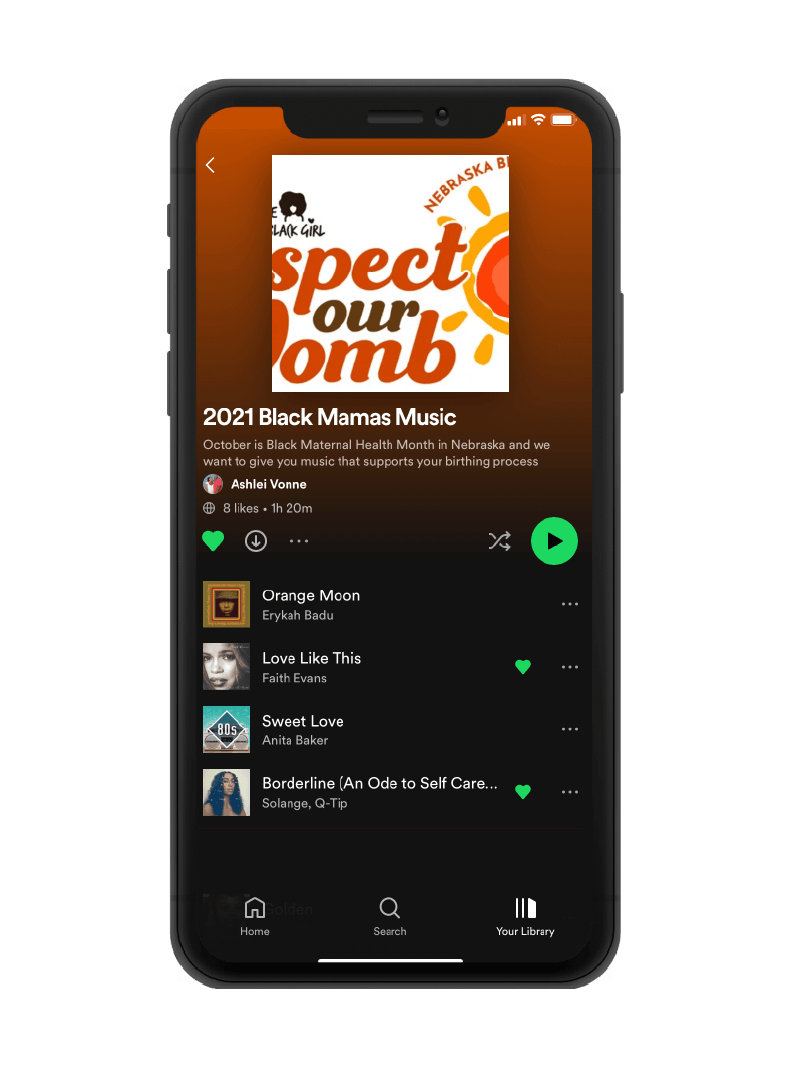 NEBRASKA B
E
LACK GIRL
spect
our
omb
2021 Black Mamas Music
October is Black Maternal Health Month in Nebraska and we
want to give you music that supports your birthing process
Ashlei Vonne
8 likes • 1h 20m
Orange Moon
Erykah Badu
Love Like This
Faith Evans
80s
Sweet Love
Anita Baker
Borderline (An Ode to Self Care...
Solange, Q-Tip
Golden
Home
Search
Your Library